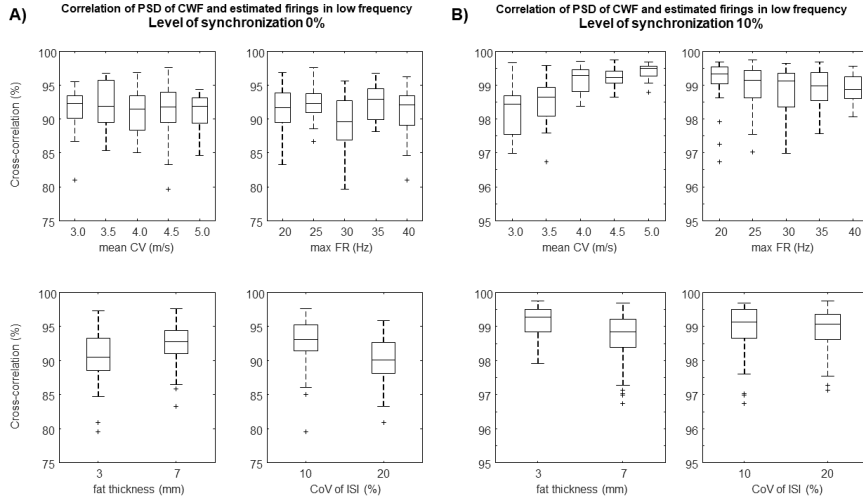 A)
Correlation of PSD of CWF and estimated firings in low frequency
Level of synchronization 0%
Cross-correlation (%)
100
95
90
85
80
75
3.0 3.5 4.0 4.5 5.0
mean CV (m/s)
100
95
90
85
80
75
20 25 30 35 40
max FR (Hz)
Cross-correlation (%)
100
95
90
85
80
75
3 7
fat thickness (mm)
100
95
90
85
80
75
10 20
CoV of ISI (%)
B)
Correlation of PSD of CWF and estimated firings in low frequency
Level of synchronization 10%
100
99
98
96
95
3.0 3.5 4.0 4.5 5.0
mean CV (m/s)
100
99
98
96
95
20 25 30 35 40
max FR (Hz)
100
99
98
96
95
3 7
fat thickness (mm)
100
99
98
96
95
10 20
CoV of ISI (%)